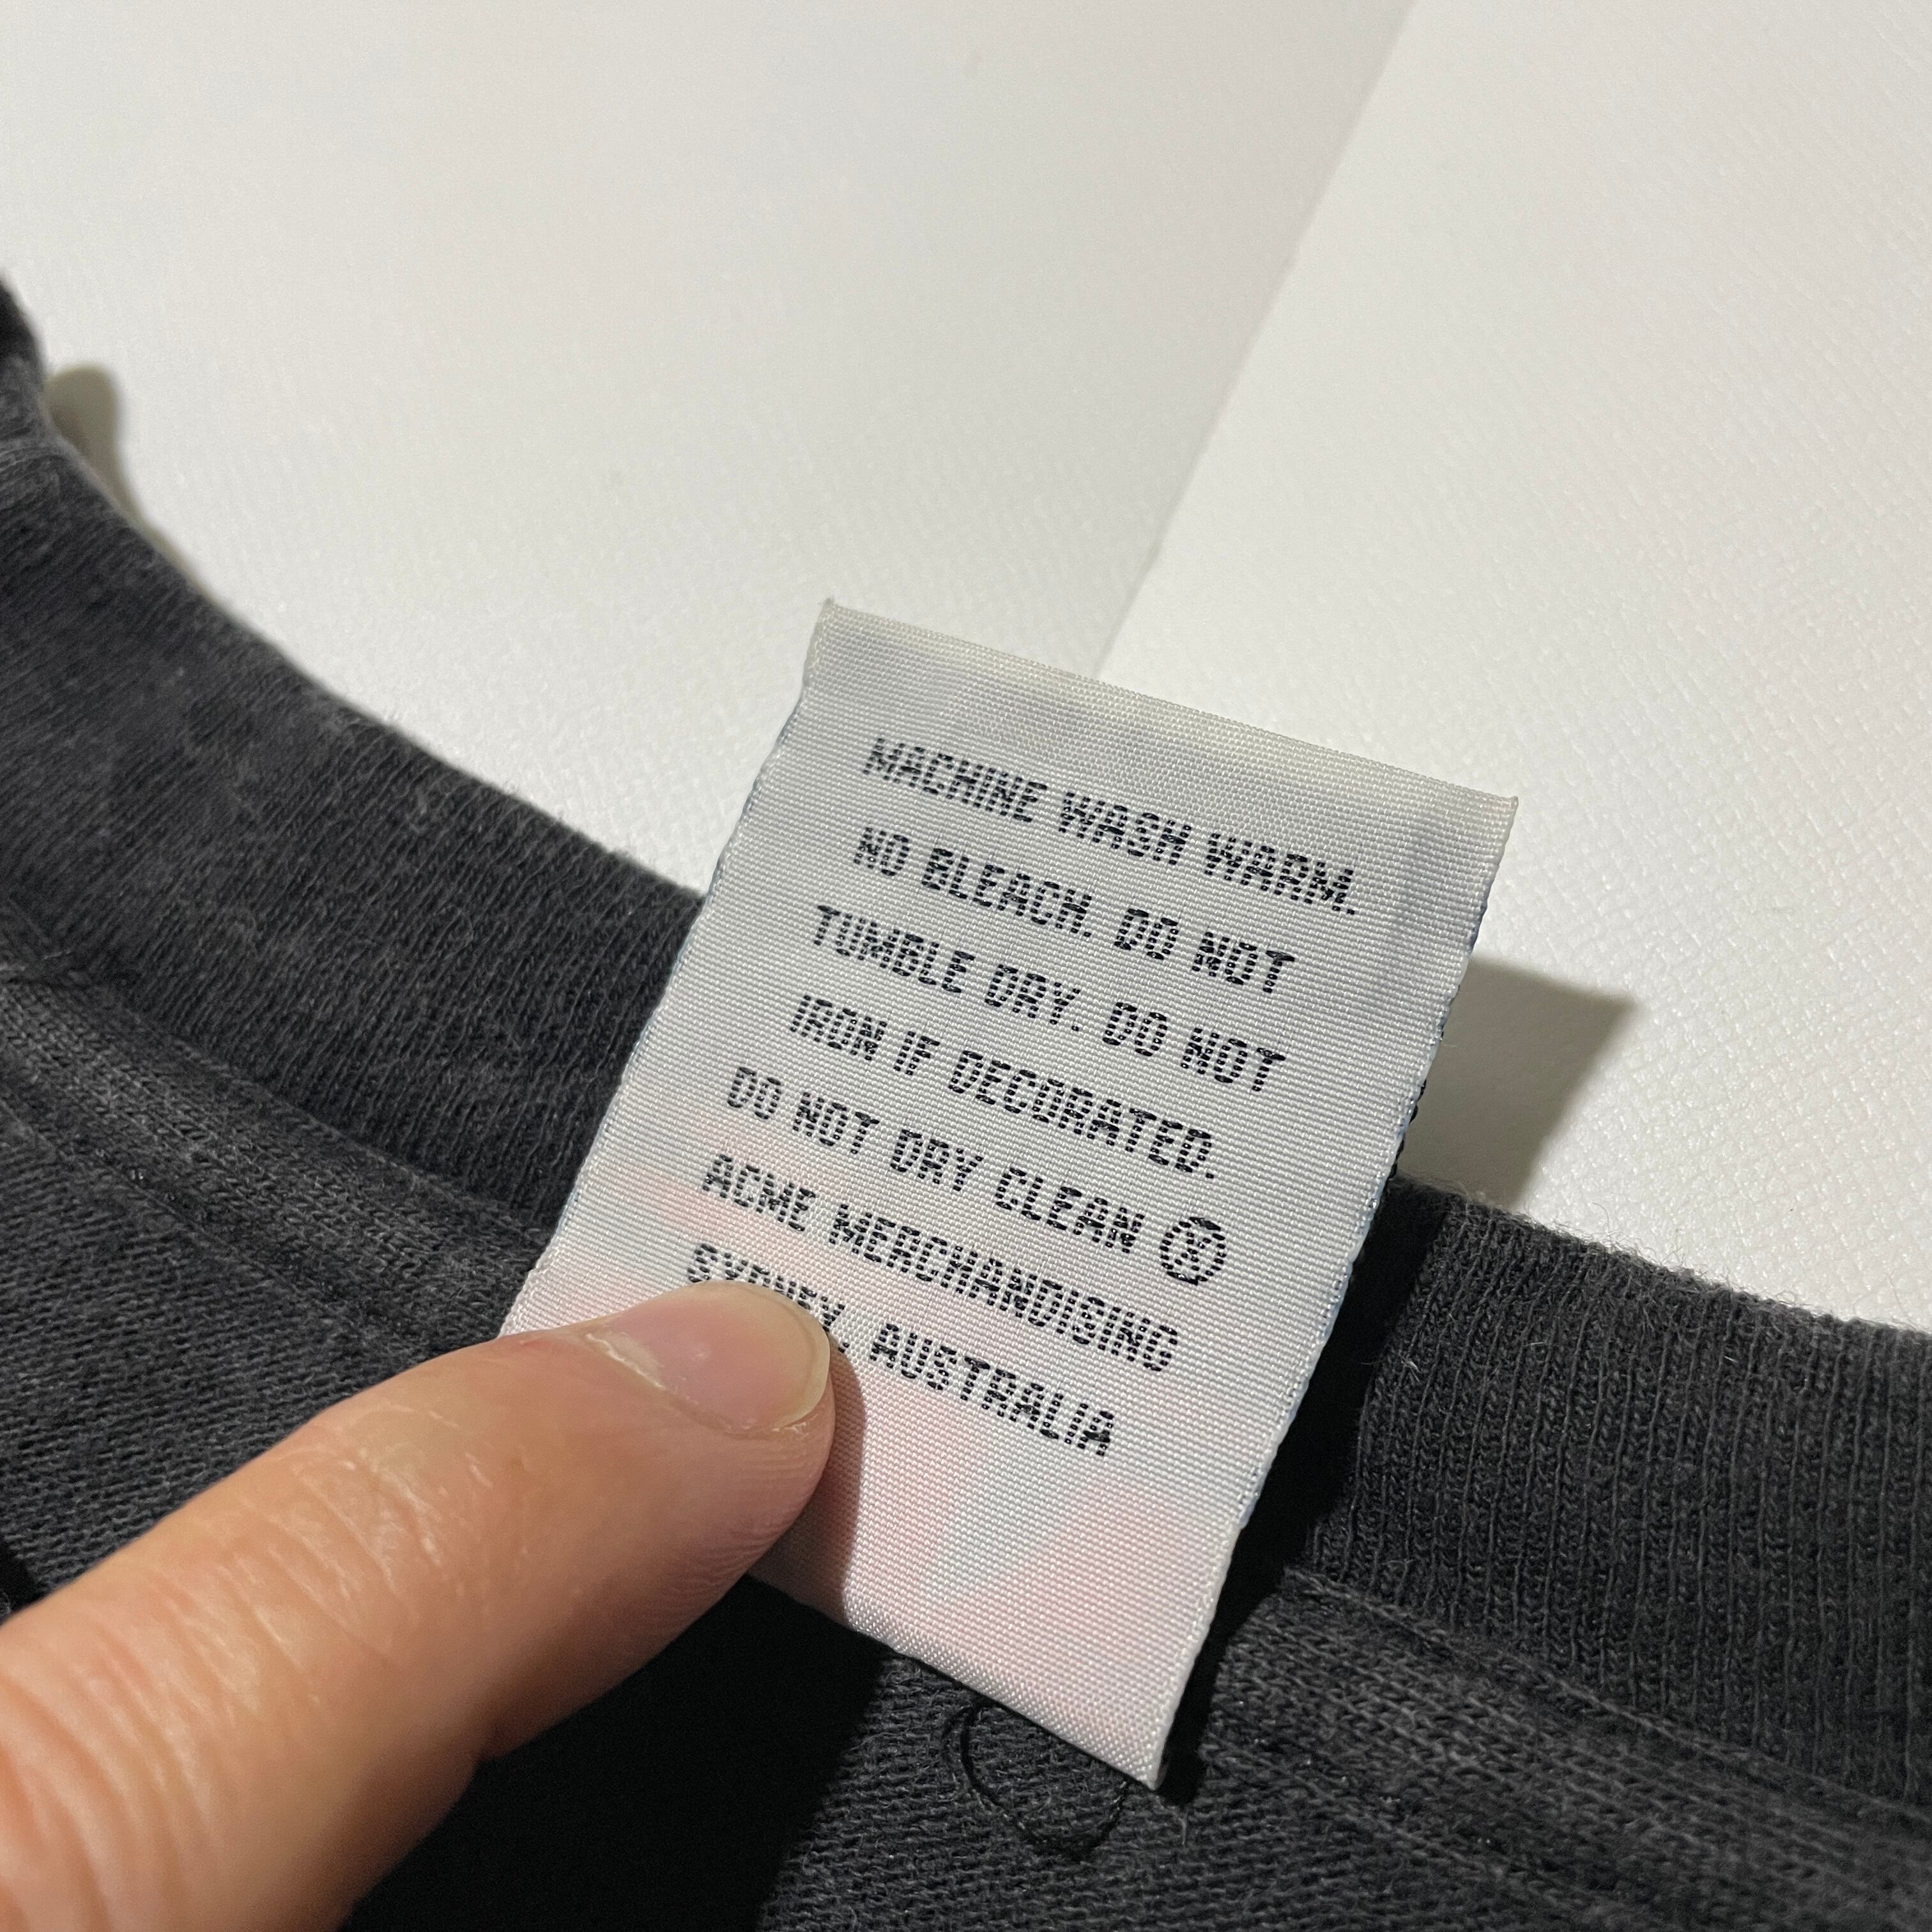 MACHINE WASH WARM.
NO BLEACH. DO NOT
TUMBLE DRY. DO NOT
IRON IF DECORATED.
DO NOT DRY CLEAN Ⓧ
ACME MERCHANDISING
SYDNEY, AUSTRALIA